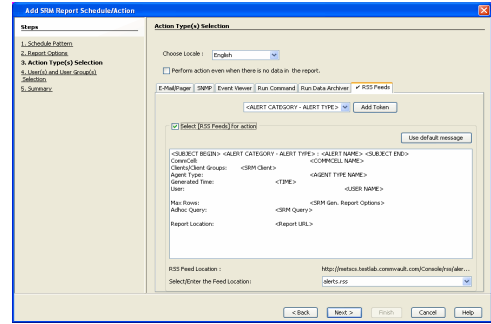 Add SRM Report Schedule/Action
Steps
1. Schedule Pattern
2. Report Options
3. Action Type(s) Selection
4. User(s) and User Group(s) Selection
5. Summary
Action Type(s) Selection
Choose Locale : English
Perform action even when there is no data in the report.
E-Mail/Pager SNMP Event Viewer Run Command Run Data Archiver RSS Feeds
<ALERT CATEGORY - ALERT TYPE> Add Token
Select [RSS Feeds] for action
Use default message
<SUBJECT BEGIN> <ALERT CATEGORY - ALERT TYPE> : <ALERT NAME> <SUBJECT END>
CommCell: <COMMCELL NAME>
Clients/Client Groups: <SRM Client>
Agent Type: <AGENT TYPE NAME>
Generated Time: <TIME>
User: <USER NAME>
Max Rows: <SRM Gen. Report Options>
Adhoc Query: <SRM Query>
Report Location: <Report URL>
RSS Feed Location : http://netscs.testlab.commvault.com/Console/rss/aler...
Select/Enter the Feed Location: alerts.rss
< Back Next > Finish Cancel Help